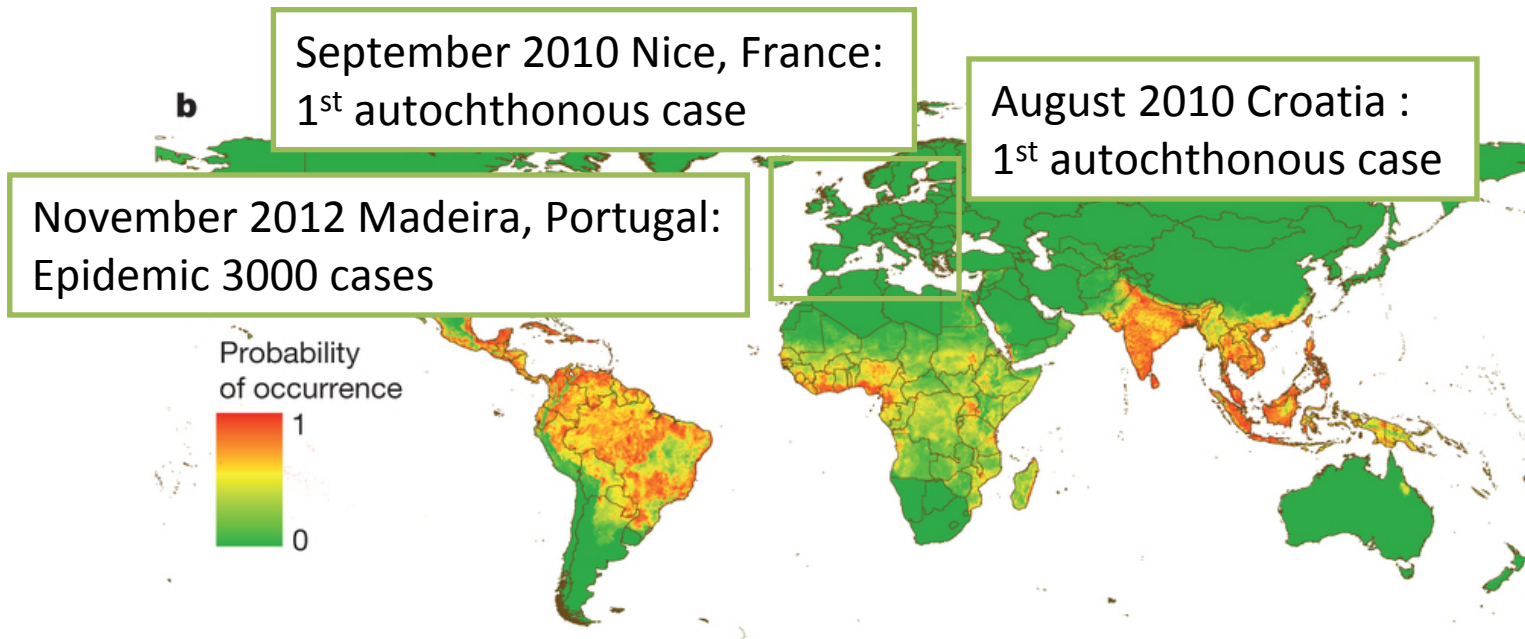 September 2010 Nice, France:
1st autochthonous case
b
August 2010 Croatia :
1st autochthonous case
November 2012 Madeira, Portugal:
Epidemic 3000 cases
Probability
of occurrence
1
0